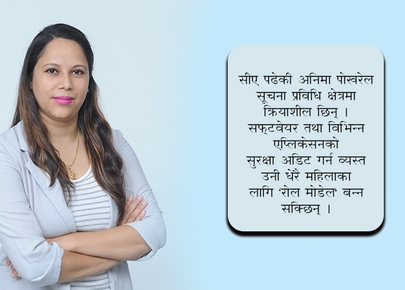 सीए पढेकी अनिमा पोखरेल
सूचना प्रविधि क्षेत्रमा
क्रियाशील छिन् ।
सफ्टवेयर तथा विभिन्न
एप्लिकेसनको
सुरक्षा अडिट गर्न व्यस्त
उनी धेरै महिलाका
लागि 'रोल मोडेल' बन्न
सक्छिन् ।